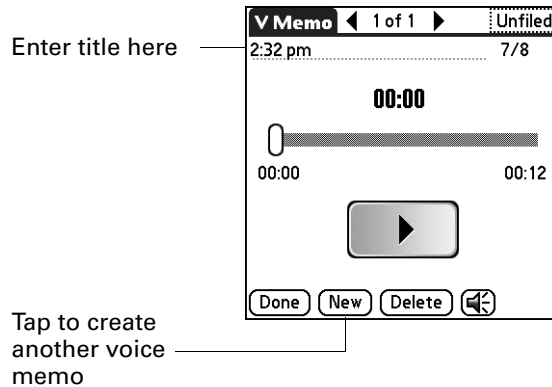 V Memo 1 of 1 Unfiled
Enter title here
2:32 pm 7/8
00:00
00:00 00:12
Done New Delete
Tap to create
another voice
memo